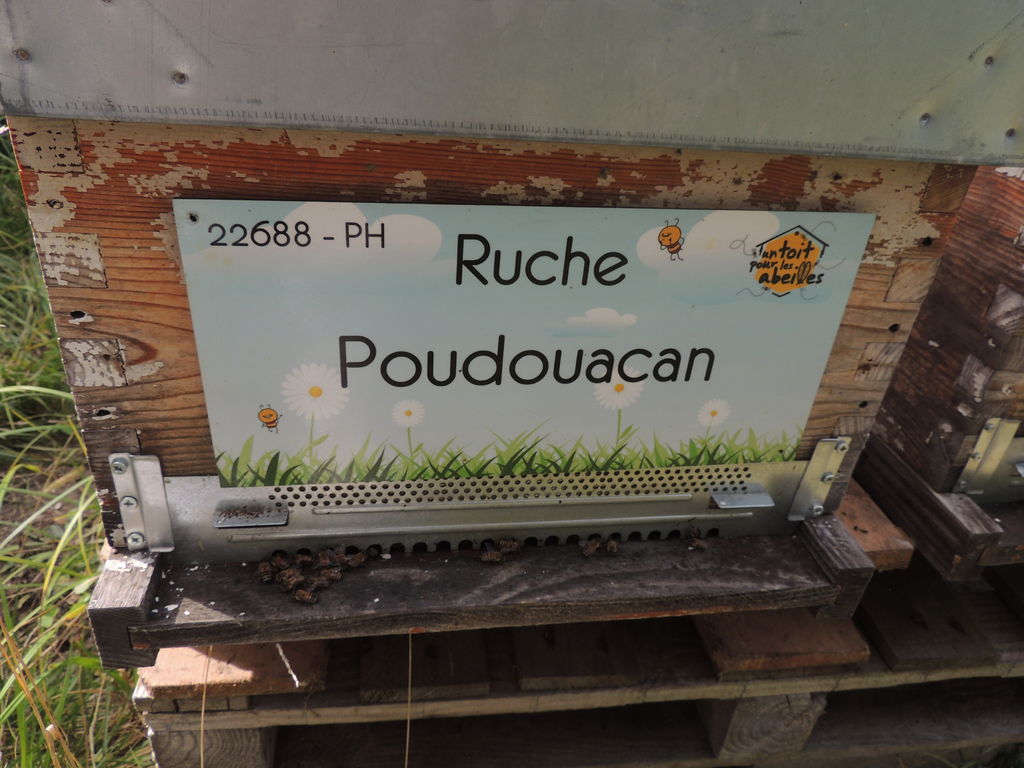 22688 - PH
Ruche
un toit
pour les
abeilles
Poudouacan